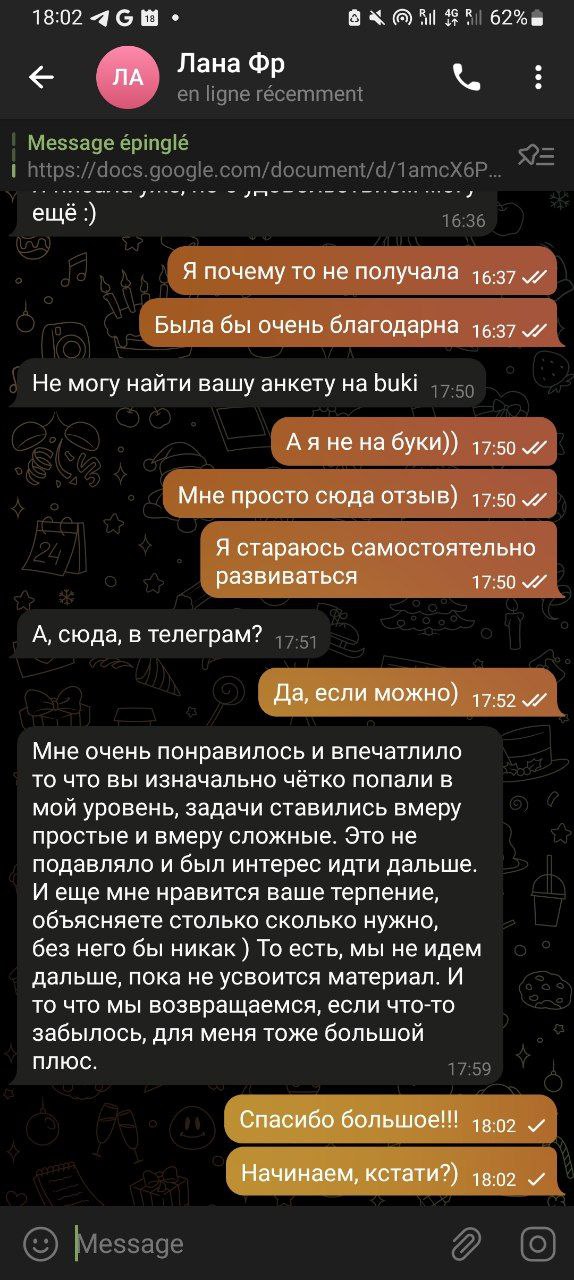 18:02 G 18 4G 62%
ЛА
Лана Фр
en ligne récemment
Message épinglé
https://docs.google.com/document/d/1amcX6P...
ещё :) 16:36
Я почему то не получала 16:37
Была бы очень благодарна 16:37
Не могу найти вашу анкету на buki 17:50
А я не на буки)) 17:50
Мне просто сюда отзыв) 17:50
Я стараюсь самостоятельно
развиваться 17:50
А, сюда, в телеграм? 17:51
Да, если можно) 17:52
Мне очень понравилось и впечатлило
то что вы изначально чётко попали в
мой уровень, задачи ставились вмеру
простые и вмеру сложные. Это не
подавляло и был интерес идти дальше.
И еще мне нравится ваше терпение,
объясняете столько сколько нужно,
без него бы никак ) То есть, мы не идем
дальше, пока не усвоится материал. И
то что мы возвращаемся, если что-то
забылось, для меня тоже большой
плюс. 17:59
Спасибо большое!!! 18:02
Начинаем, кстати?) 18:02
Message